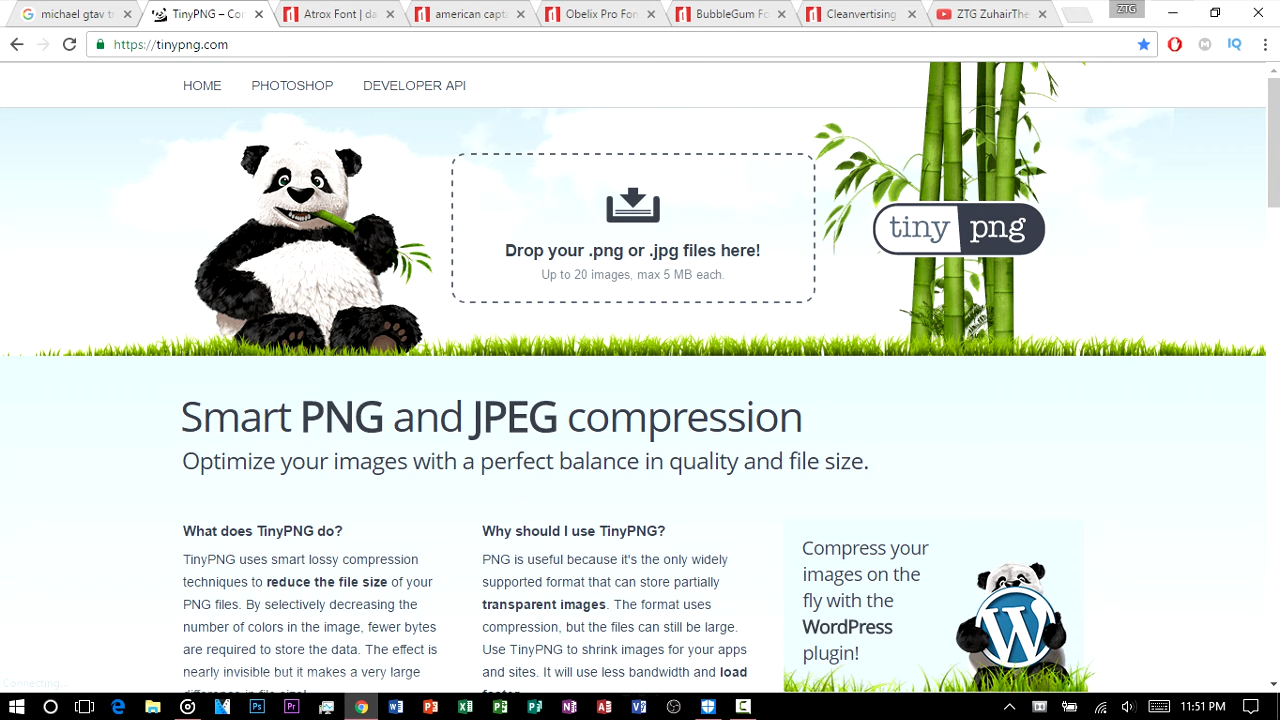 michael gtav ti
TinyPNG – Co
Atrox Font | da
american capt
Obelix Pro Fon
BubbleGum Fo
Cleanvertising
ZTG ZuhairThe
ZTG
https://tinypng.com
IQ
HOME PHOTOSHOP DEVELOPER API
Drop your .png or .jpg files here!
Up to 20 images, max 5 MB each.
tiny png
Smart PNG and JPEG compression
Optimize your images with a perfect balance in quality and file size.
What does TinyPNG do?
TinyPNG uses smart lossy compression
techniques to reduce the file size of your
PNG files. By selectively decreasing the
number of colors in the image, fewer bytes
are required to store the data. The effect is
nearly invisible but it makes a very large
difference in file size!
Why should I use TinyPNG?
PNG is useful because it's the only widely
supported format that can store partially
transparent images. The format uses
compression, but the files can still be large.
Use TinyPNG to shrink images for your apps
and sites. It will use less bandwidth and load
faster.
Compress your
images on the
fly with the
WordPress
plugin!
Connecting...
11:51 PM